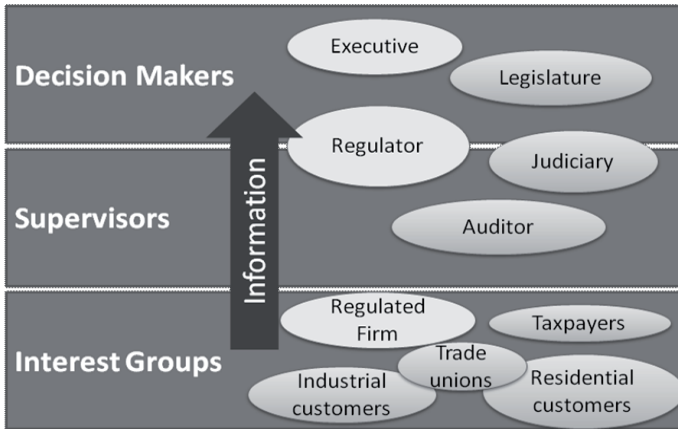 Executive
Decision Makers
Legislature
Regulator
Judiciary
Supervisors
Auditor
Information
Regulated
Firm
Taxpayers
Interest Groups
Trade
unions
Industrial
customers
Residential
customers